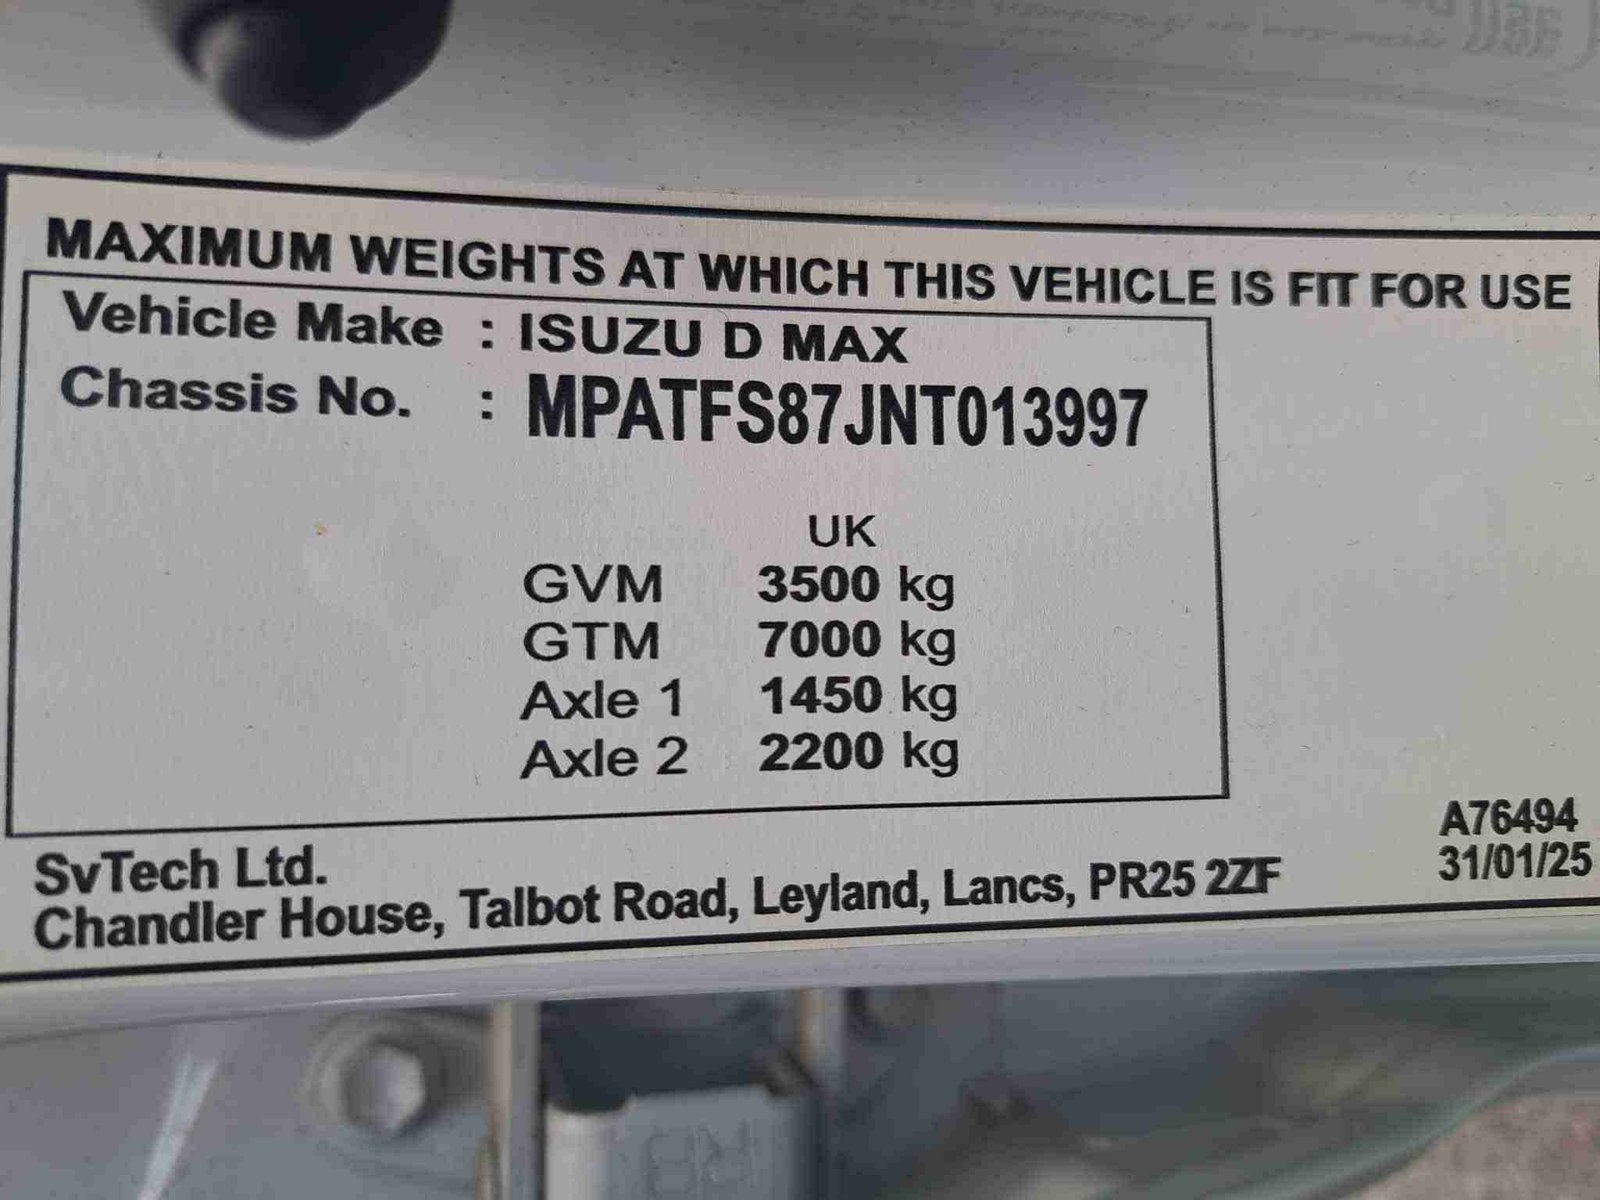 MAXIMUM WEIGHTS AT WHICH THIS VEHICLE IS FIT FOR USE
Vehicle Make : ISUZU D MAX
Chassis No. : MPATFS87JNT013997
UK
GVM 3500 kg
GTM 7000 kg
Axle 1 1450 kg
Axle 2 2200 kg
A76494
SvTech Ltd. 31/01/25
Chandler House, Talbot Road, Leyland, Lancs, PR25 2ZF